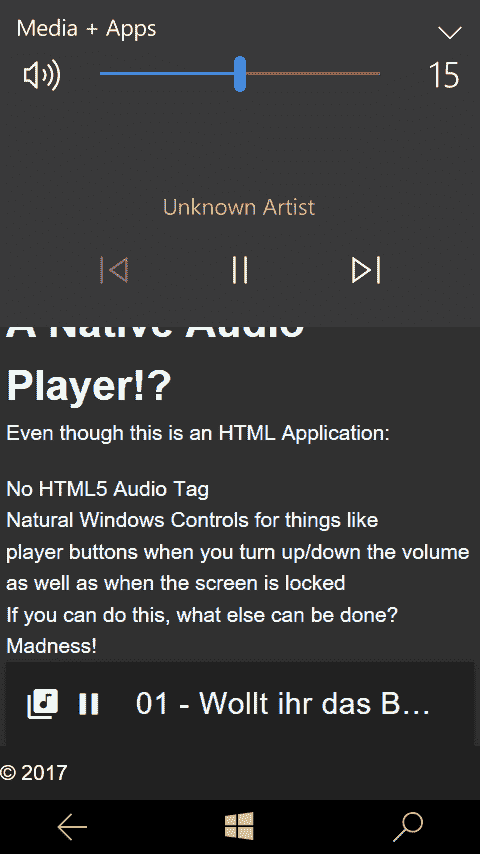 Media + Apps
15
Unknown Artist
A Native Audio
Player!?
Even though this is an HTML Application:
No HTML5 Audio Tag
Natural Windows Controls for things like
player buttons when you turn up/down the volume
as well as when the screen is locked
If you can do this, what else can be done?
Madness!
01 - Wollt ihr das B...
© 2017